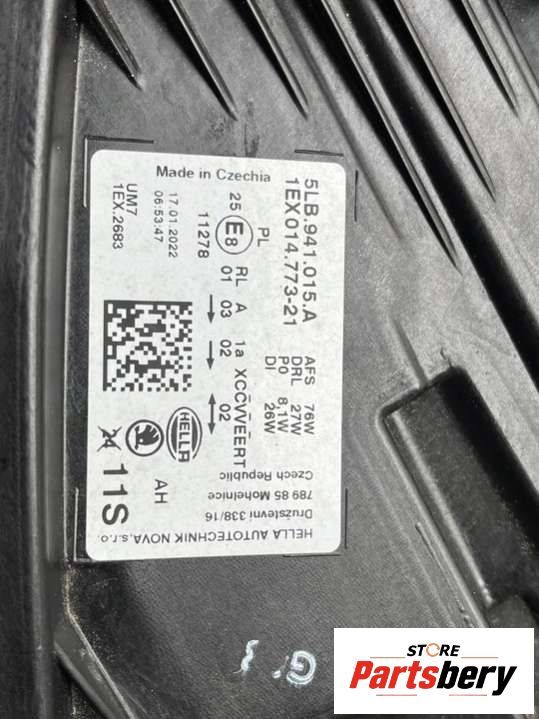 5LB.941.015.A
1EX014.773-21
AFS 76W
DRL 27W
PO 8,1W
DI 26W
Made in Czechia
25 E8 PL
11278
RL 01
A 03
1a 02
XCCVVEERT
02
17.01.2022
06:53:47
UM7
1EX.2683
HELLA
24 11S
AH
HELLA AUTOTECHNIK NOVA,s.r.o.
Družstevní 338/16
789 85 Mohelnice
Czech Republic
G
STORE
Partsbery